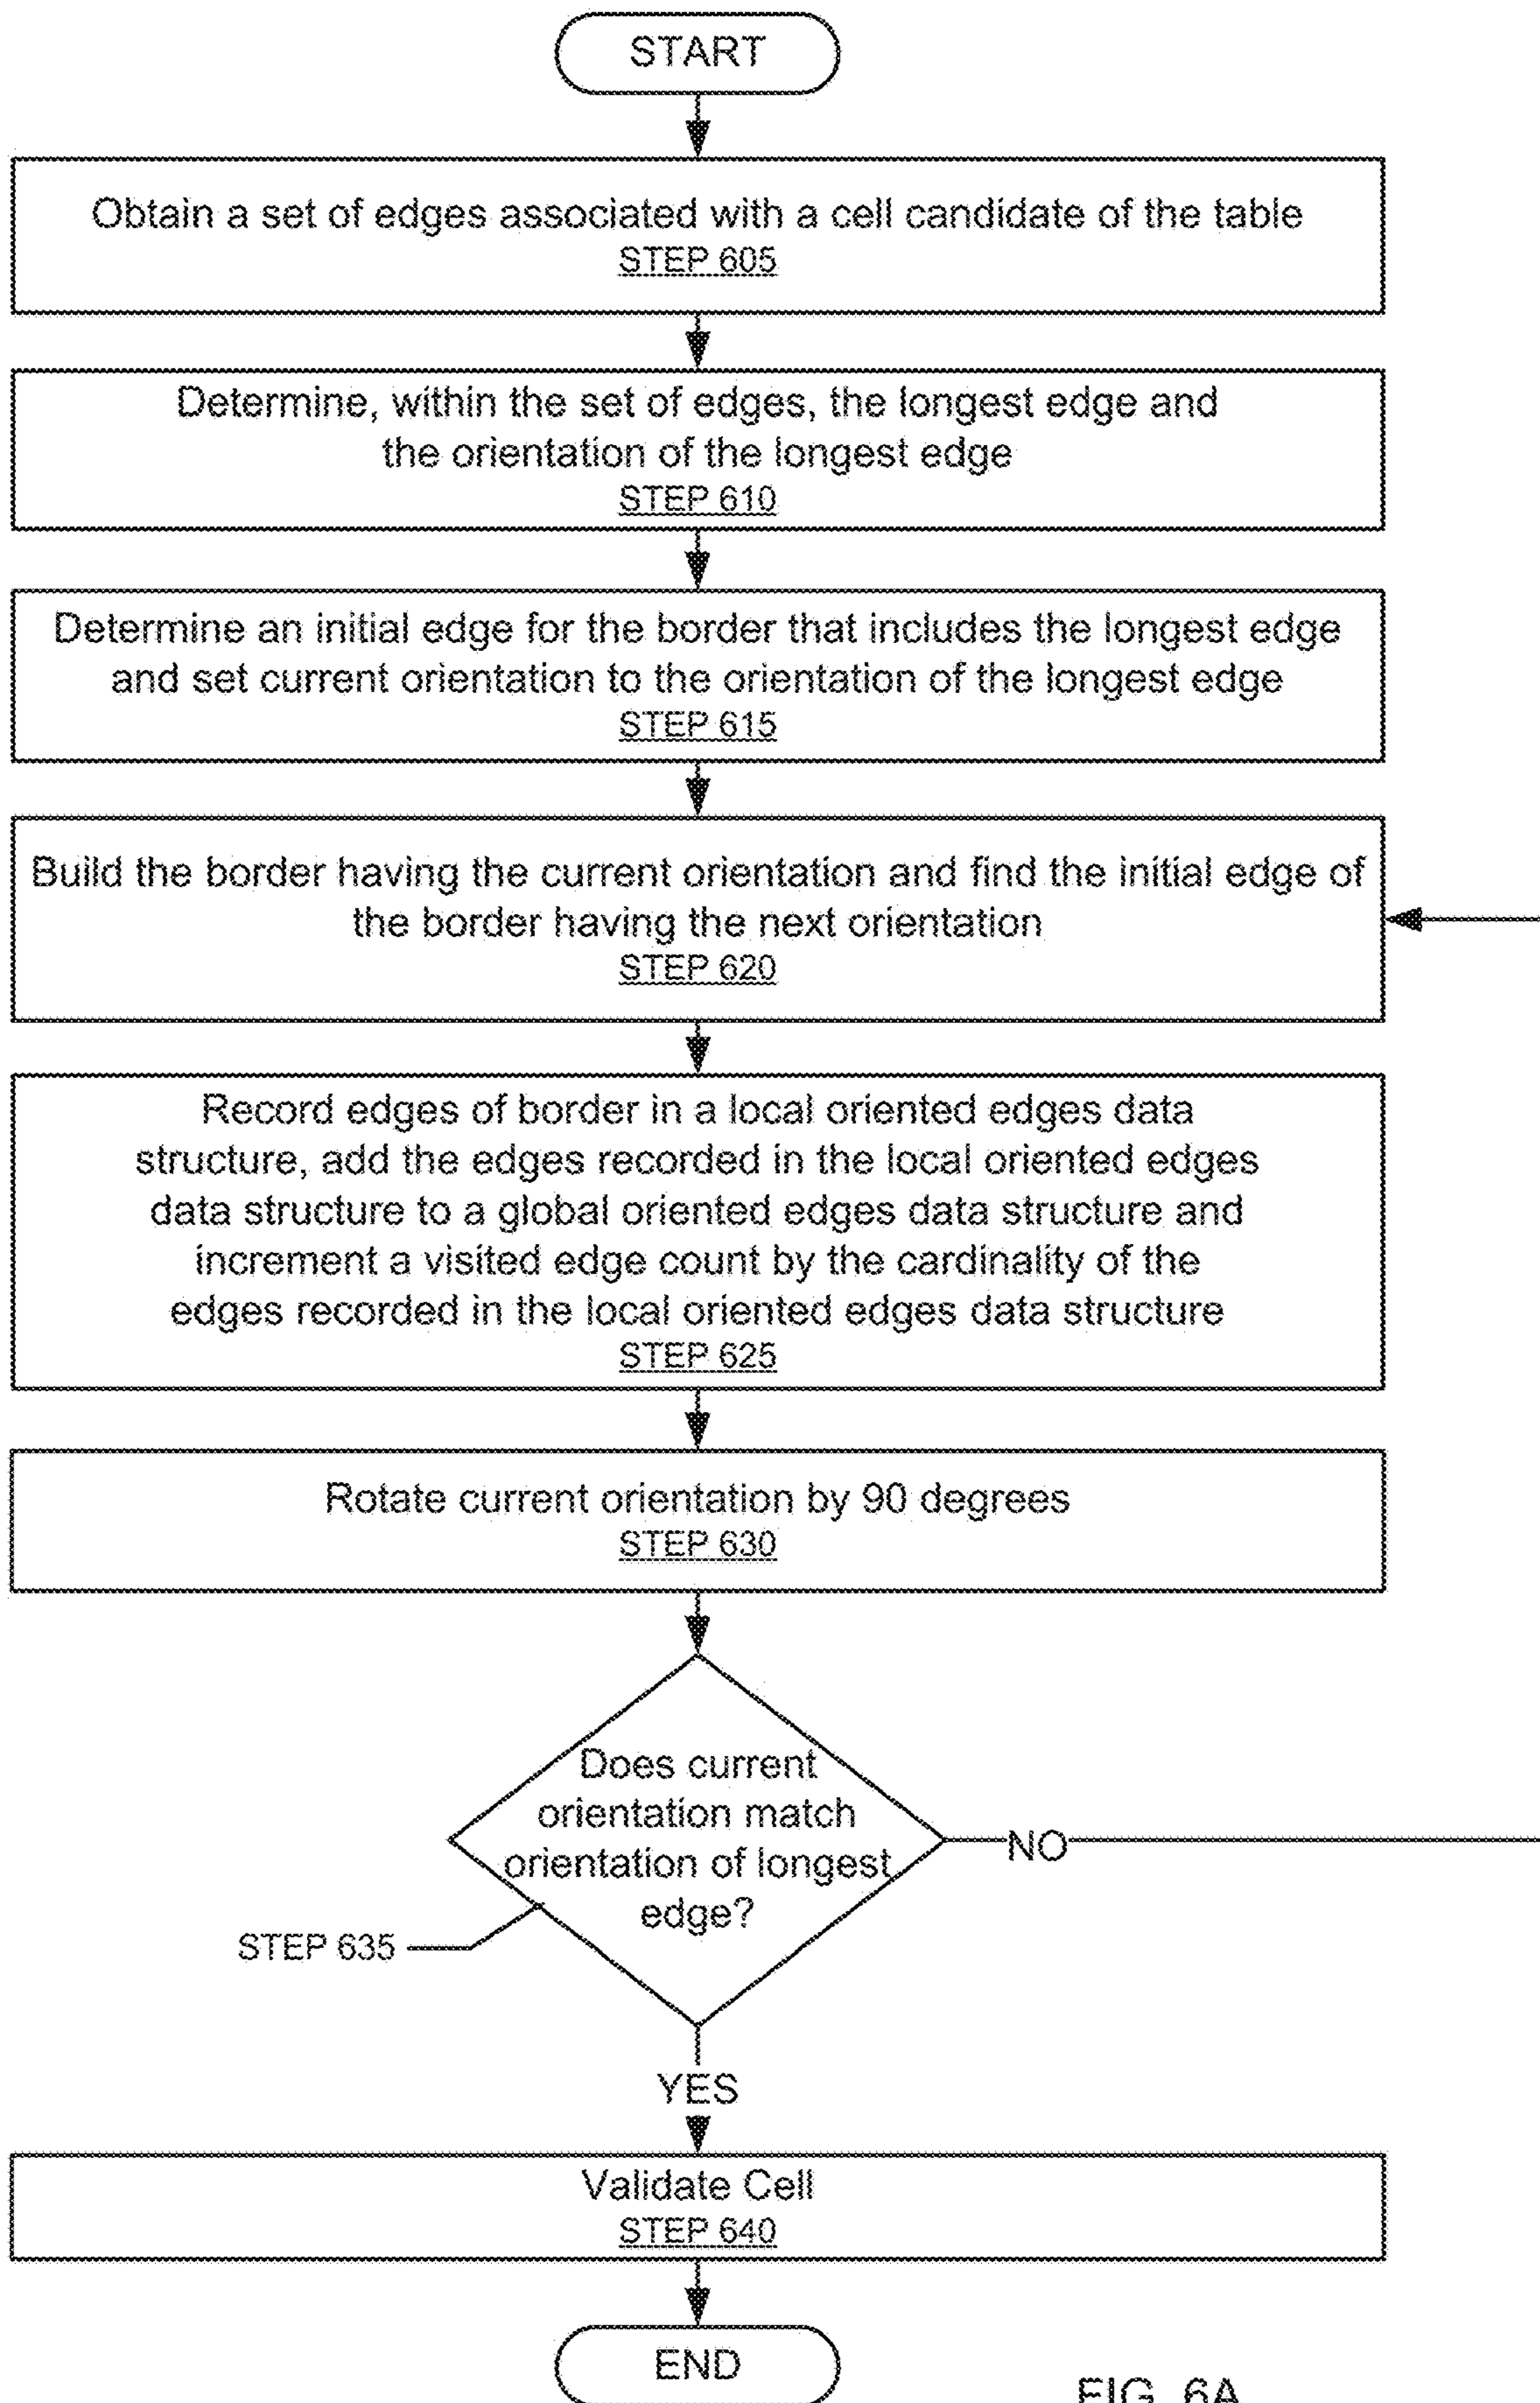 START
Obtain a set of edges associated with a cell candidate of the table
STEP 605
Determine, within the set of edges, the longest edge and
the orientation of the longest edge
STEP 610
Determine an initial edge for the border that includes the longest edge
and set current orientation to the orientation of the longest edge
STEP 615
Build the border having the current orientation and find the initial edge of
the border having the next orientation
STEP 620
Record edges of border in a local oriented edges data
structure, add the edges recorded in the local oriented edges
data structure to a global oriented edges data structure and
increment a visited edge count by the cardinality of the
edges recorded in the local oriented edges data structure
STEP 625
Rotate current orientation by 90 degrees
STEP 630
Does current
orientation match
orientation of longest
edge?
NO
STEP 635
YES
Validate Cell
STEP 640
END
FIG. 6A